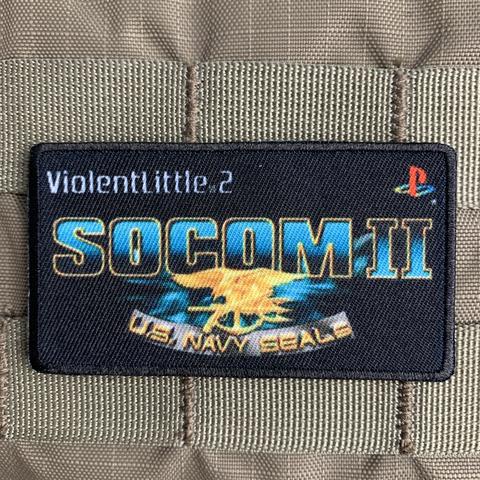 ViolentLittle.2
SOCOM II
U.S. NAVY SEALS